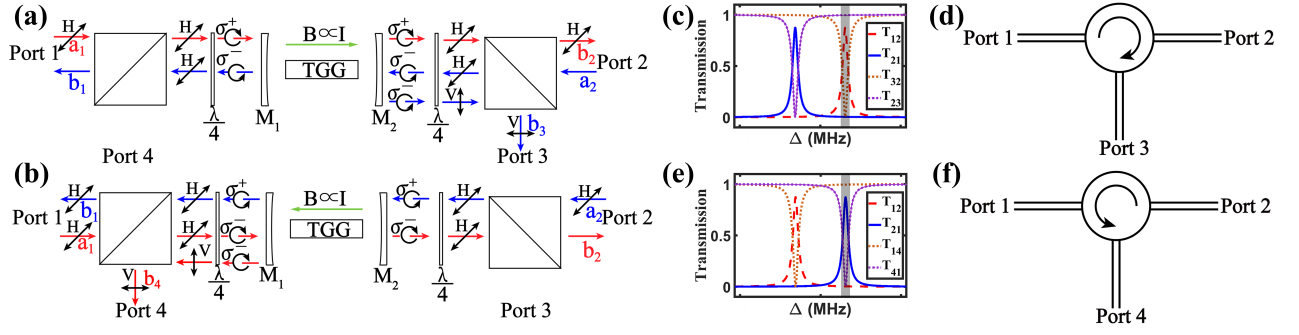 (a)
H
a1
Port 1
b1
H
H
σ+
σ−
λ/4
M1
B∝I
TGG
σ+
σ−
σ−
M2
H
H
V
λ/4
H
b2
Port 2
a2
V
b3
Port 3
Port 4
(b)
H
b1
Port 1
H
a1
V
b4
Port 4
H
H
V
σ+
σ−
σ−
λ/4
M1
B∝I
TGG
σ+
σ−
M2
H
H
λ/4
H
a2
Port 2
b2
Port 3
(c)
Transmission
1
0.5
0
T12
T21
T32
T23
Δ (MHz)
(d)
Port 1
Port 2
Port 3
(e)
Transmission
1
0.5
0
T12
T21
T14
T41
Δ (MHz)
(f)
Port 1
Port 2
Port 4